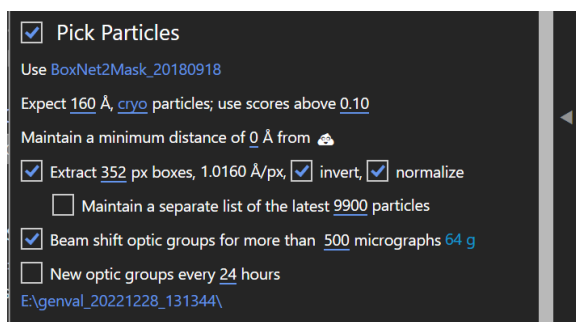 Pick Particles
Use BoxNet2Mask_20180918
Expect 160 Å, cryo particles; use scores above 0.10
Maintain a minimum distance of 0 Å from
Extract 352 px boxes, 1.0160 Å/px, invert, normalize
Maintain a separate list of the latest 9900 particles
Beam shift optic groups for more than 500 micrographs 64 g
New optic groups every 24 hours
E:\genval_20221228_131344\